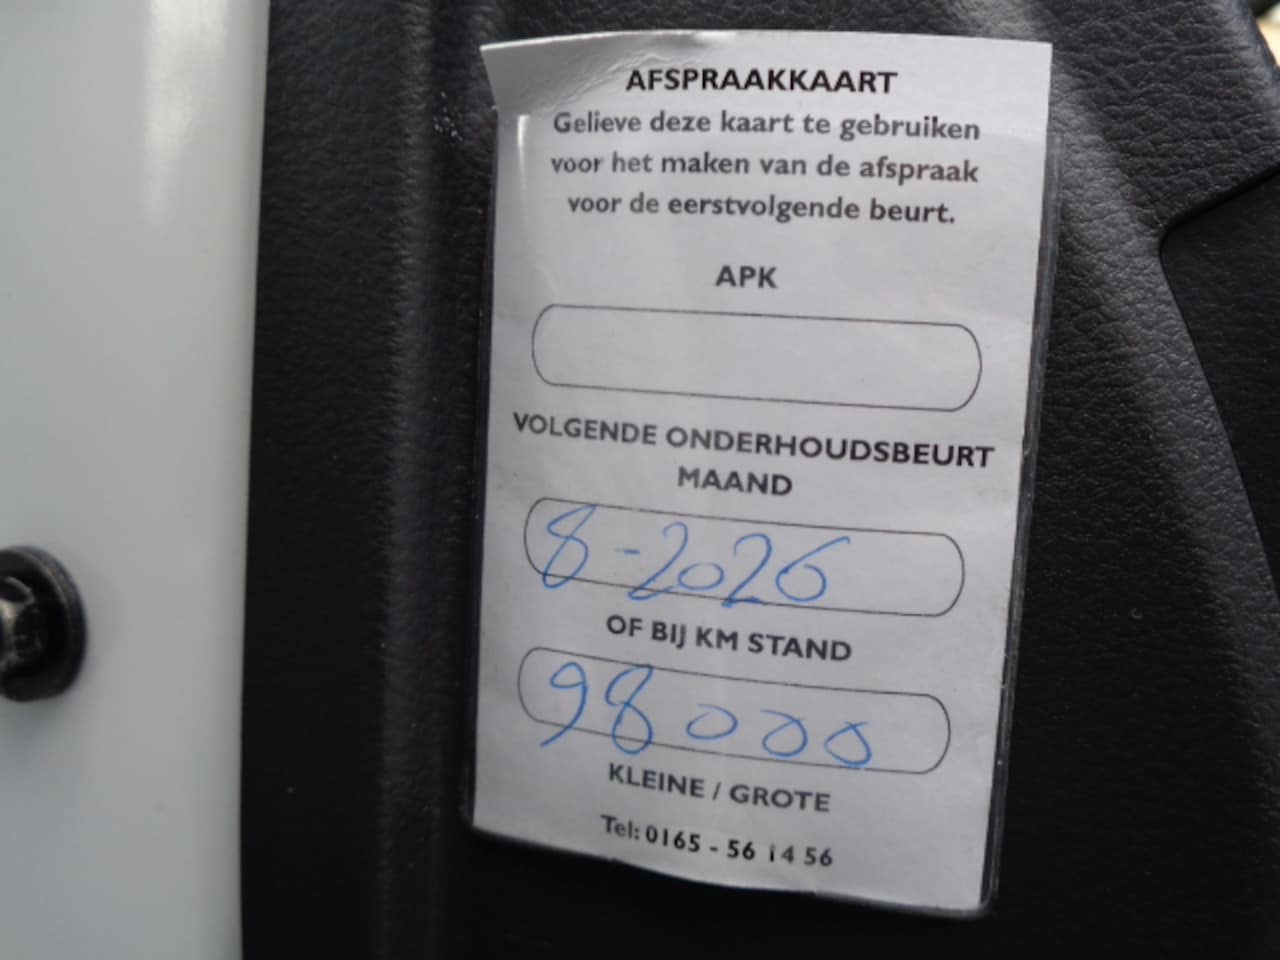 AFSPRAAKKAART
Gelieve deze kaart te gebruiken
voor het maken van de afspraak
voor de eerstvolgende beurt.
APK
VOLGENDE ONDERHOUDSBEURT
MAAND
8-2026
OF BIJ KM STAND
98000
KLEINE / GROTE
Tel: 0165 - 56 14 56